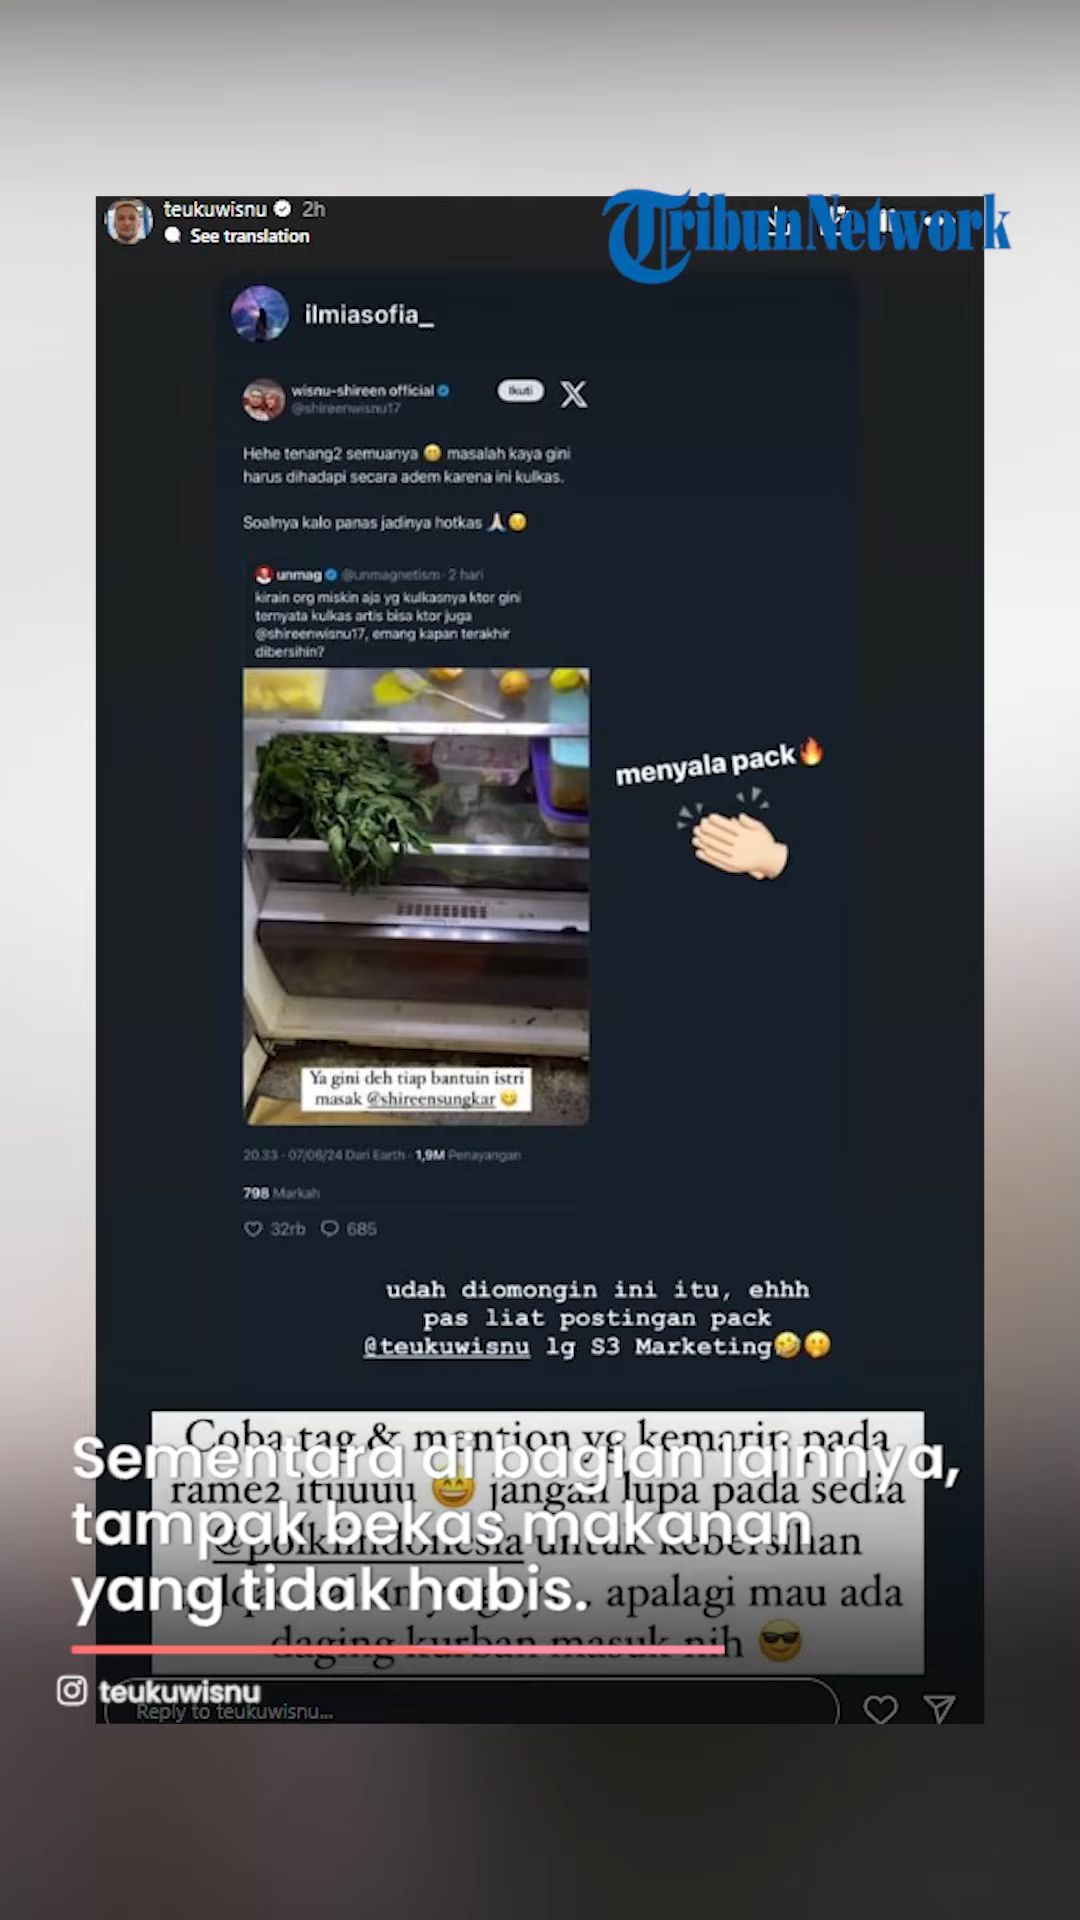 teukuwisnu 2h
See translation
TribunNetwork
ilmiasofia_
wisnu-shireen official
Ikuti
@shireenwisnu17
Hehe tenang2 semuanya 😁 masalah kaya gini
harus dihadapi secara adem karena ini kulkas.
Soalnya kalo panas jadinya hotkas 🙏🏻😉
unmag @unmagnetism · 2 hari
kirain org miskin aja yg kulkasnya ktor gini
ternyata kulkas artis bisa ktor juga
@shireenwisnu17, emang kapan terakhir
dibersihin?
menyala pack🔥
Ya gini deh tiap bantuin istri
masak @shireensungkar 😋
20.33 · 07/06/24 Dari Earth · 1,9M Penayangan
798 Markah
32rb 685
udah diomongin ini itu, ehhh
pas liat postingan pack
@teukuwisnu lg S3 Marketing🤣🤭
Coba tag & mention yg kemarin pada
rame2 ituuuu 😄 jangan lupa pada sedia
@polkiindonesia untuk kebersihan
apalagi mau ada
daging kurban masuk nih 😎
Sementara di bagian lainnya,
tampak bekas makanan
yang tidak habis.
teukuwisnu
Reply to teukuwisnu...